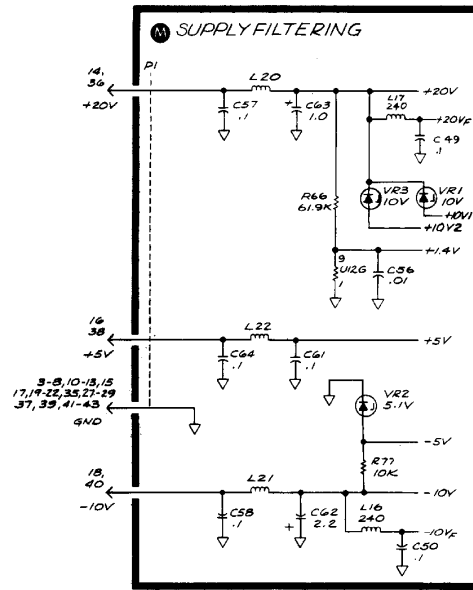 M SUPPLY FILTERING
P1
14,
36
+20V
L20
C57
.1
+
C63
1.0
+20V
L17
240
+20VF
C49
.1
R66
61.9K
VR3
10V
VR1
10V
+10V1
+10V2
+1.4V
9
U12G
1
C56
.01
16
38
+5V
L22
C64
.1
C61
.1
+5V
3-8,10-13,15
17,19-22,35,27-29
37, 39, 41-43
GND
VR2
5.1V
-5V
R77
10K
18,
40
-10V
L21
C58
.1
+
C62
2.2
-10V
L16
240
-10VF
C50
.1